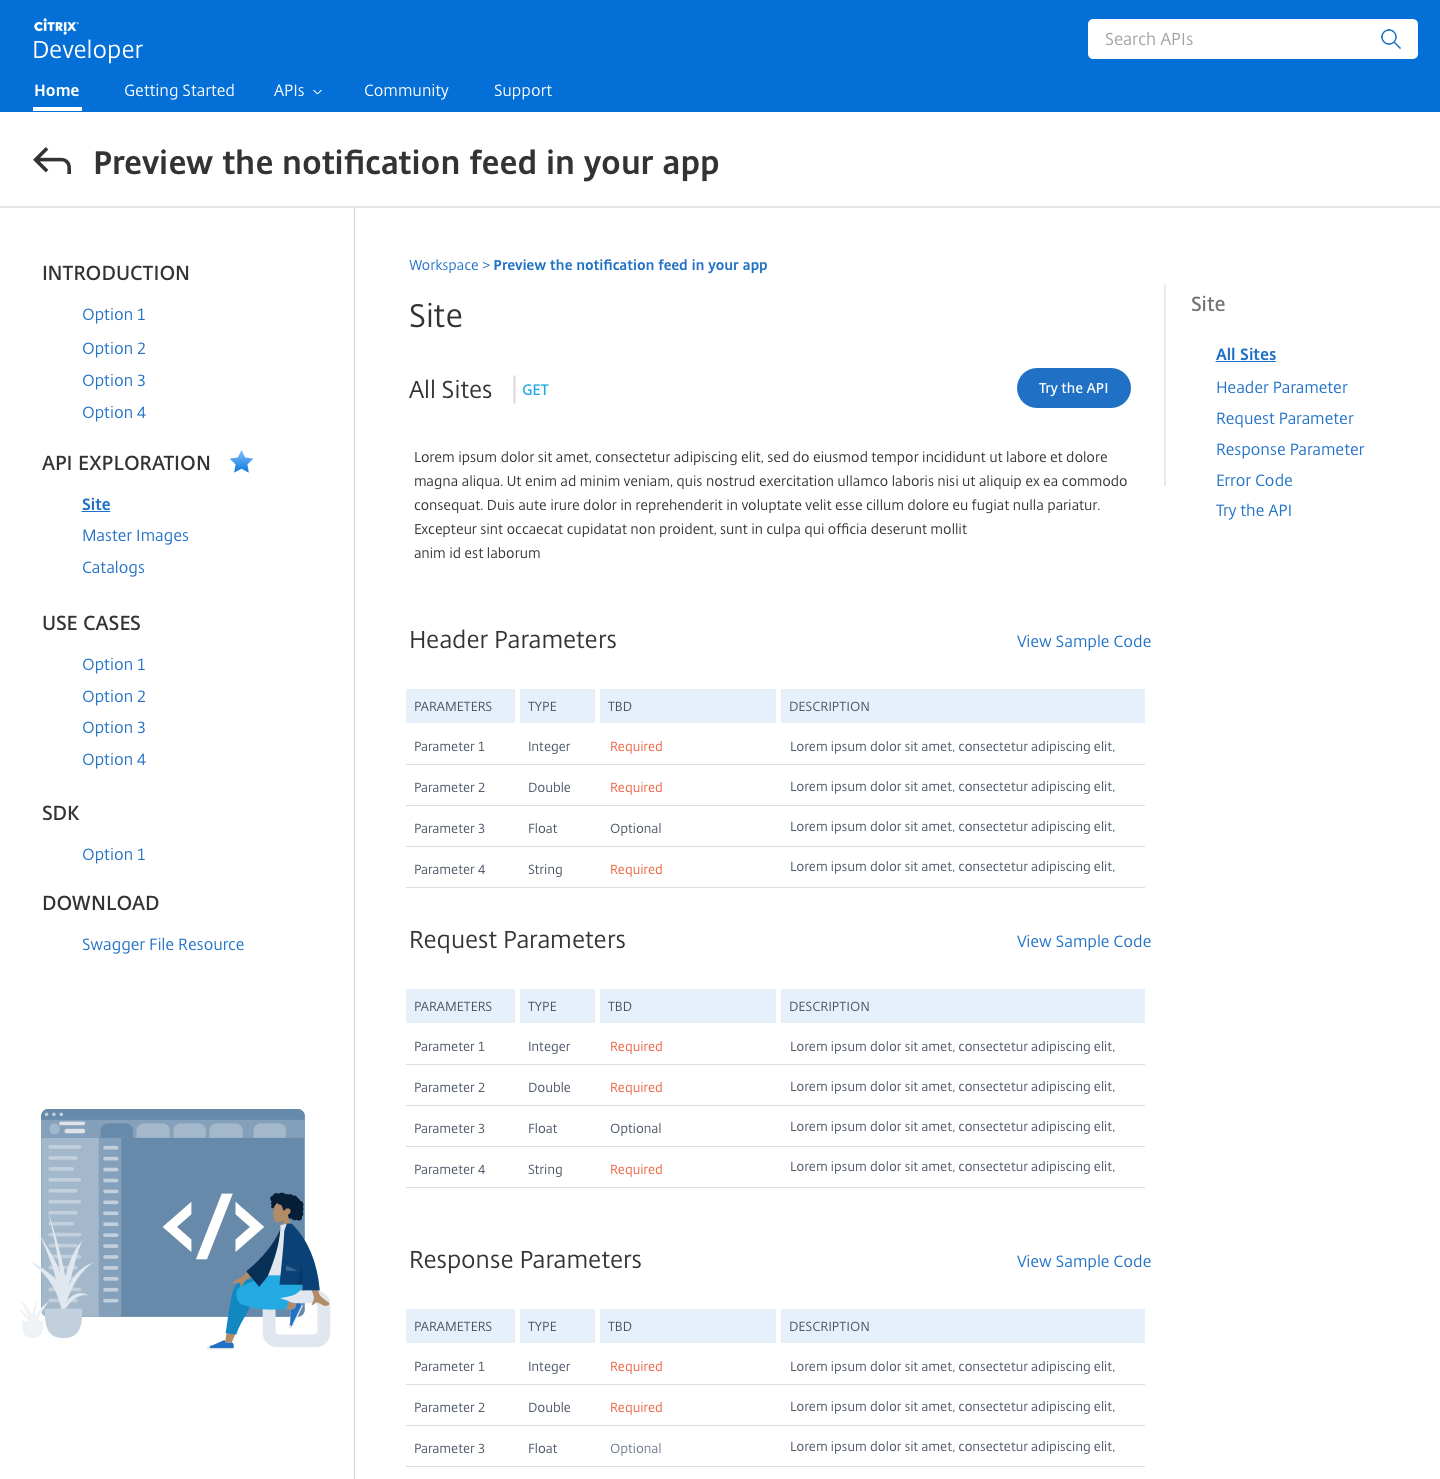 CİTRIX
Developer
Search APIs
Home Getting Started APIs Community Support
Preview the notification feed in your app
INTRODUCTION
Option 1
Option 2
Option 3
Option 4
API EXPLORATION
Site
Master Images
Catalogs
USE CASES
Option 1
Option 2
Option 3
Option 4
SDK
Option 1
DOWNLOAD
Swagger File Resource
</>
Workspace > Preview the notification feed in your app
Site
All Sites GET Try the API
Lorem ipsum dolor sit amet, consectetur adipiscing elit, sed do eiusmod tempor incididunt ut labore et dolore
magna aliqua. Ut enim ad minim veniam, quis nostrud exercitation ullamco laboris nisi ut aliquip ex ea commodo
consequat. Duis aute irure dolor in reprehenderit in voluptate velit esse cillum dolore eu fugiat nulla pariatur.
Excepteur sint occaecat cupidatat non proident, sunt in culpa qui officia deserunt mollit
anim id est laborum
Header Parameters View Sample Code
PARAMETERS TYPE TBD DESCRIPTION
Parameter 1 Integer Required Lorem ipsum dolor sit amet, consectetur adipiscing elit,
Parameter 2 Double Required Lorem ipsum dolor sit amet, consectetur adipiscing elit,
Parameter 3 Float Optional Lorem ipsum dolor sit amet, consectetur adipiscing elit,
Parameter 4 String Required Lorem ipsum dolor sit amet, consectetur adipiscing elit,
Request Parameters View Sample Code
PARAMETERS TYPE TBD DESCRIPTION
Parameter 1 Integer Required Lorem ipsum dolor sit amet, consectetur adipiscing elit,
Parameter 2 Double Required Lorem ipsum dolor sit amet, consectetur adipiscing elit,
Parameter 3 Float Optional Lorem ipsum dolor sit amet, consectetur adipiscing elit,
Parameter 4 String Required Lorem ipsum dolor sit amet, consectetur adipiscing elit,
Response Parameters View Sample Code
PARAMETERS TYPE TBD DESCRIPTION
Parameter 1 Integer Required Lorem ipsum dolor sit amet, consectetur adipiscing elit,
Parameter 2 Double Required Lorem ipsum dolor sit amet, consectetur adipiscing elit,
Parameter 3 Float Optional Lorem ipsum dolor sit amet, consectetur adipiscing elit,
Site
All Sites
Header Parameter
Request Parameter
Response Parameter
Error Code
Try the API